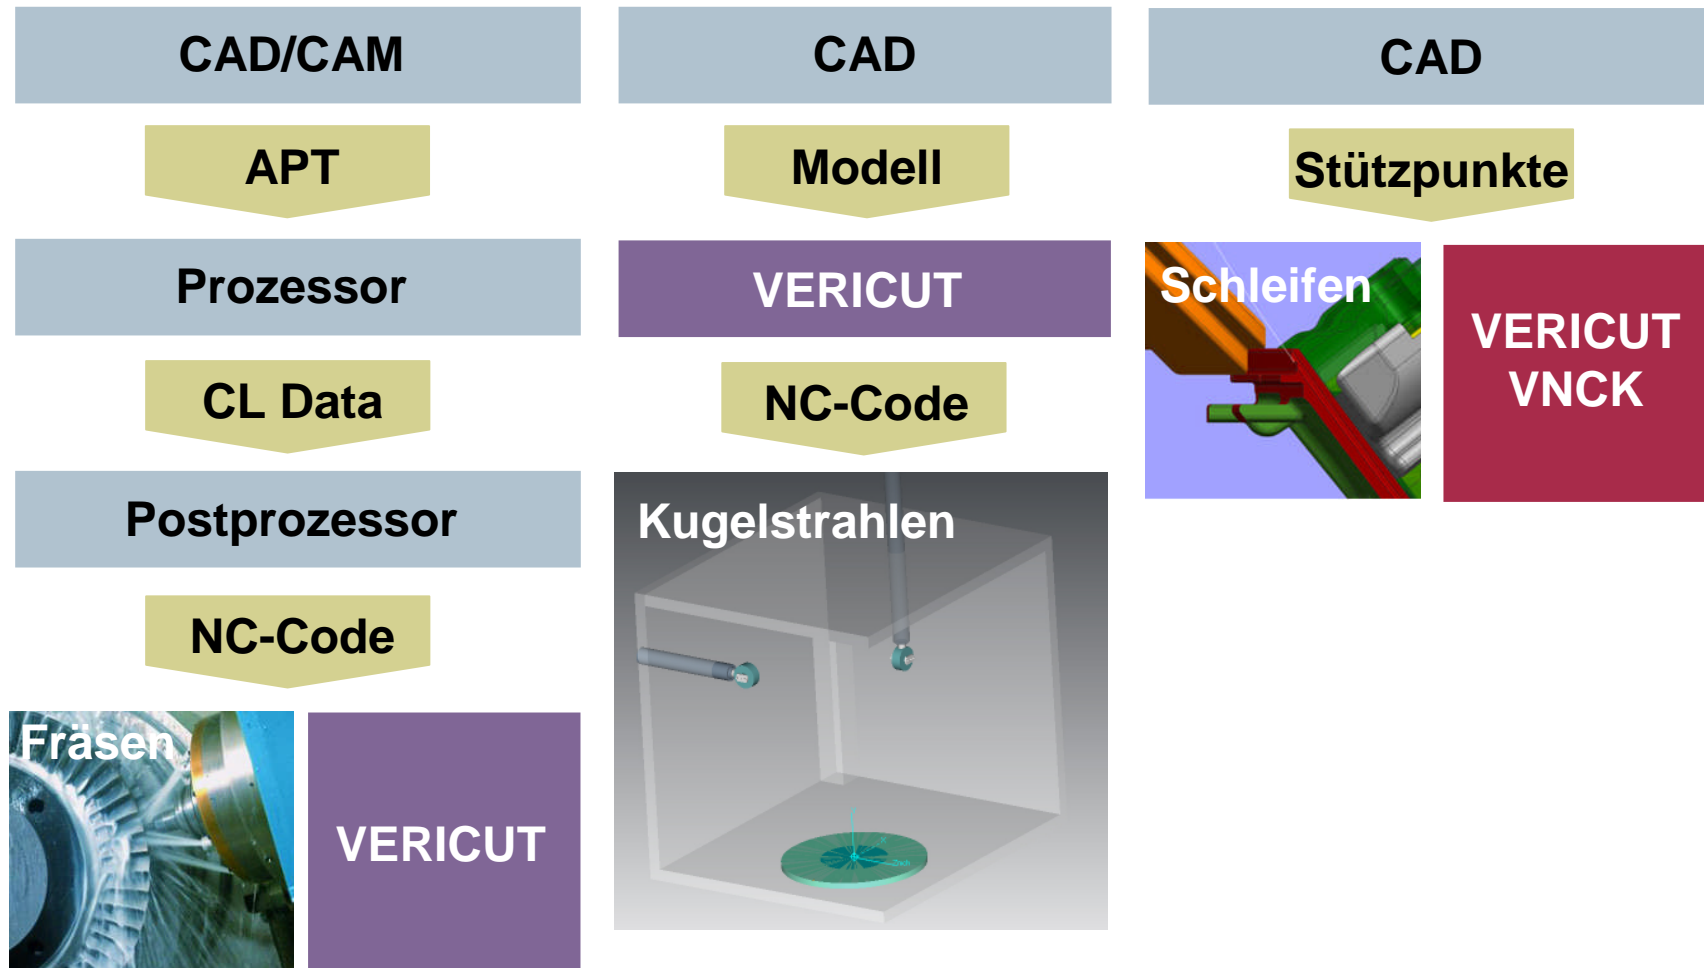 CAD/CAM
APT
Prozessor
CL Data
Postprozessor
NC-Code
Fräsen
VERICUT
CAD
Modell
VERICUT
NC-Code
Kugelstrahlen
CAD
Stützpunkte
Schleifen
VERICUT
VNCK